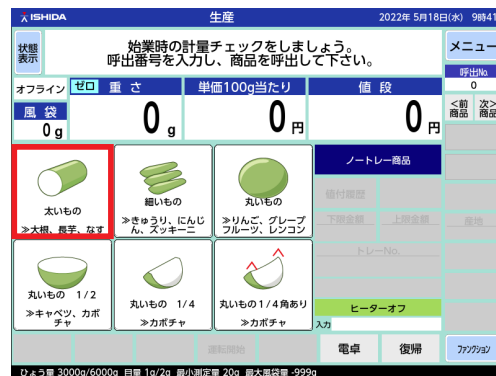 ISHIDA
生産
2022年 5月18日(水) 9時41
状態
表示
始業時の計量チェックをしましょう。
呼出番号を入力し、商品を呼出して下さい。
メニュー
呼出No.
0
オフライン
ゼロ 重 さ
単価100g当たり
値 段
<前 次>
商品 商品
風 袋
0 g
0 g
0 円
0 円
太いもの
≫大根、長芋、なす
細いもの
≫きゅうり、にんじ
ん、ズッキーニ
丸いもの
≫りんご、グレープ
フルーツ、レンコン
ノートレー商品
値付履歴
下限金額 上限金額
産地
トレーNo.
丸いもの 1/2
≫キャベツ、カボ
チャ
丸いもの 1/4
≫カボチャ
丸いもの1/4角あり
≫カボチャ
ヒーターオフ
入力
運転開始
電卓
復帰
ファンクション
ひょう量 3000g/6000g 目量 1g/2g 最小測定量 20g 最大風袋量 -999g